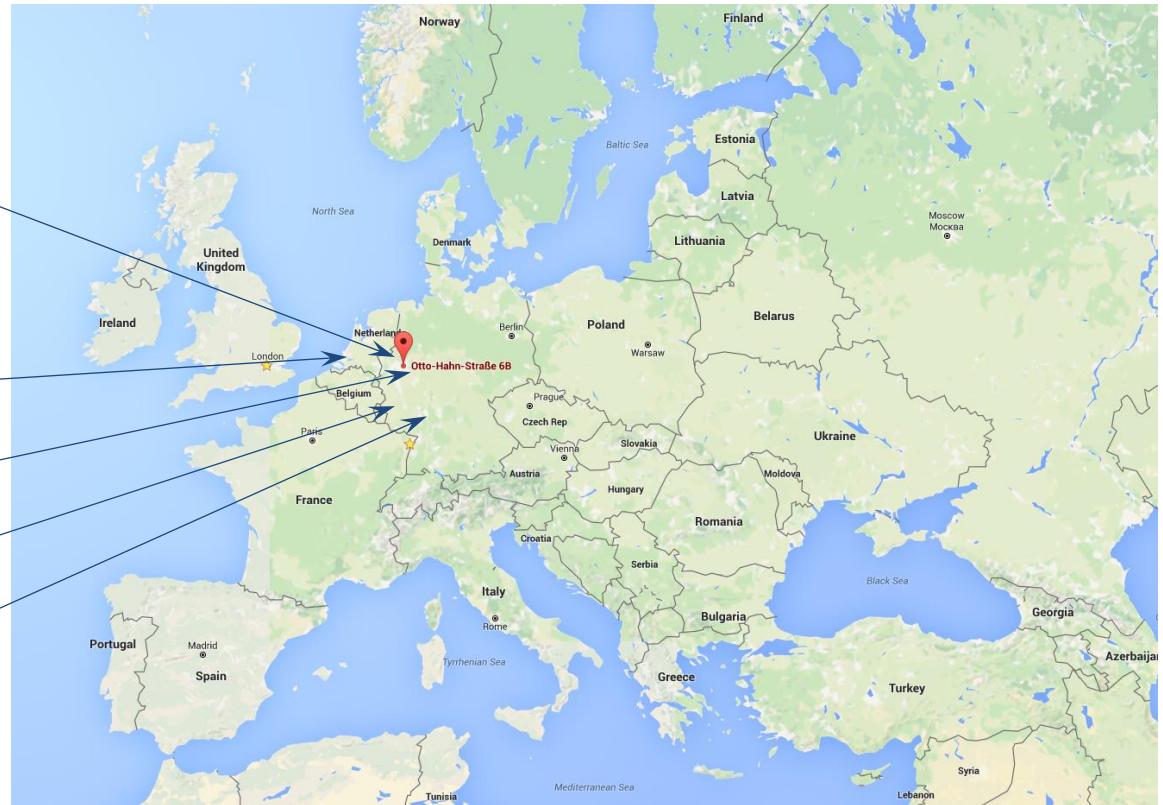 Norway
Finland
Estonia
Baltic Sea
Latvia
Moscow
Москва
North Sea
Denmark
Lithuania
United
Kingdom
Ireland
Belarus
Netherland
Berlin
Poland
Warsaw
London
Otto-Hahn-Straße 6B
Belgium
Prague
Czech Rep
Paris
Ukraine
Slovakia
Vienna
Austria
Moldova
Hungary
France
Romania
Croatia
Serbia
Black Sea
Italy
Georgia
Bulgaria
Rome
Portugal
Madrid
Azerbaijan
Tyrrhenian Sea
Spain
Greece
Turkey
Syria
Mediterranean Sea
Tunisia
Lebanon